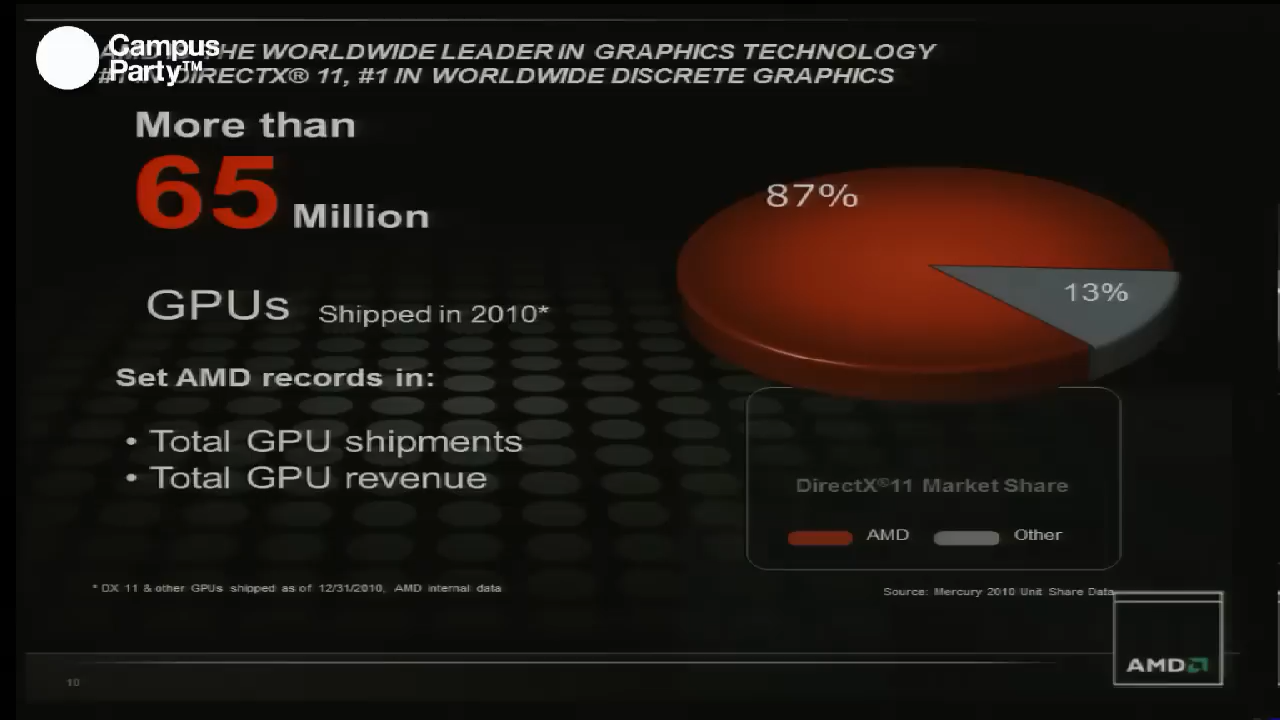 Campus
Party™
THE WORLDWIDE LEADER IN GRAPHICS TECHNOLOGY
DIRECTX® 11, #1 IN WORLDWIDE DISCRETE GRAPHICS
More than
65 Million
GPUs Shipped in 2010*
Set AMD records in:
• Total GPU shipments
• Total GPU revenue
87%
13%
DirectX®11 Market Share
AMD Other
* DX 11 & other GPUs shipped as of 12/31/2010, AMD internal data
Source: Mercury 2010 Unit Share Data
AMD
10